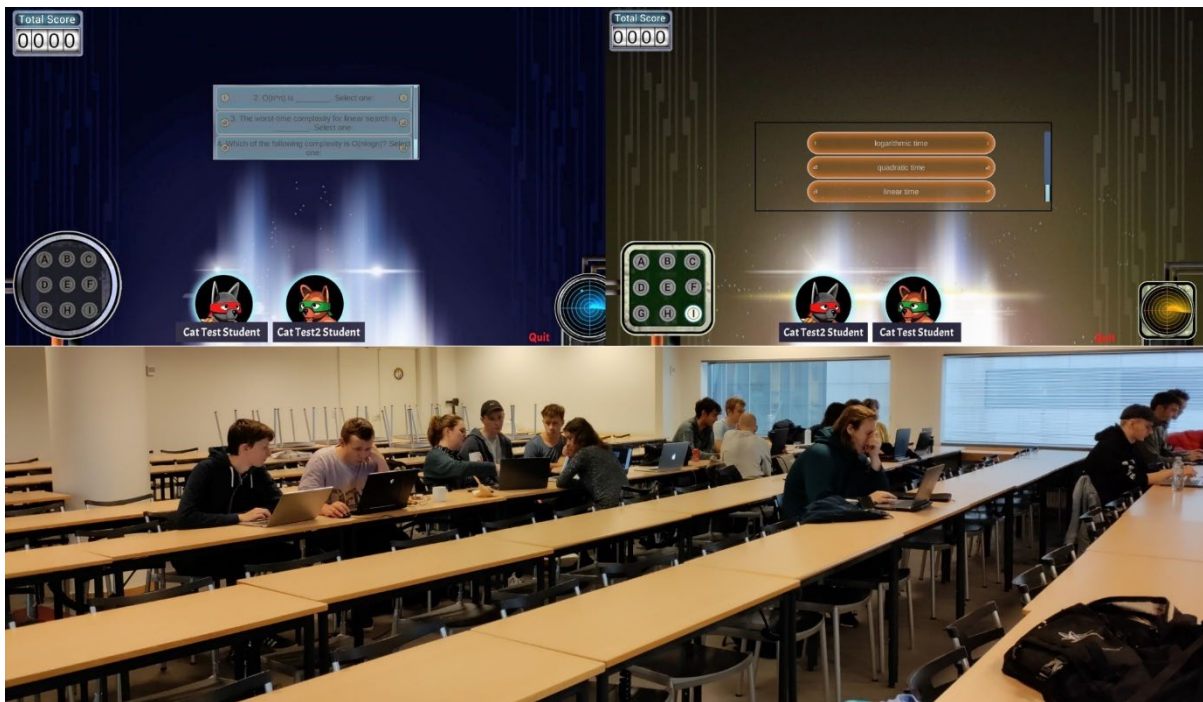 Total Score
0000
2. O(n^n) is ________. Select one:
3. The worst-time complexity for linear search is
________. Select one:
4. Which of the following complexity is O(nlogn)? Select
one:
A B C
D E F
G H I
Cat Test Student
Cat Test2 Student
Quit
Total Score
0000
logarithmic time
quadratic time
linear time
A B C
D E F
G H I
Cat Test2 Student
Cat Test Student
Quit